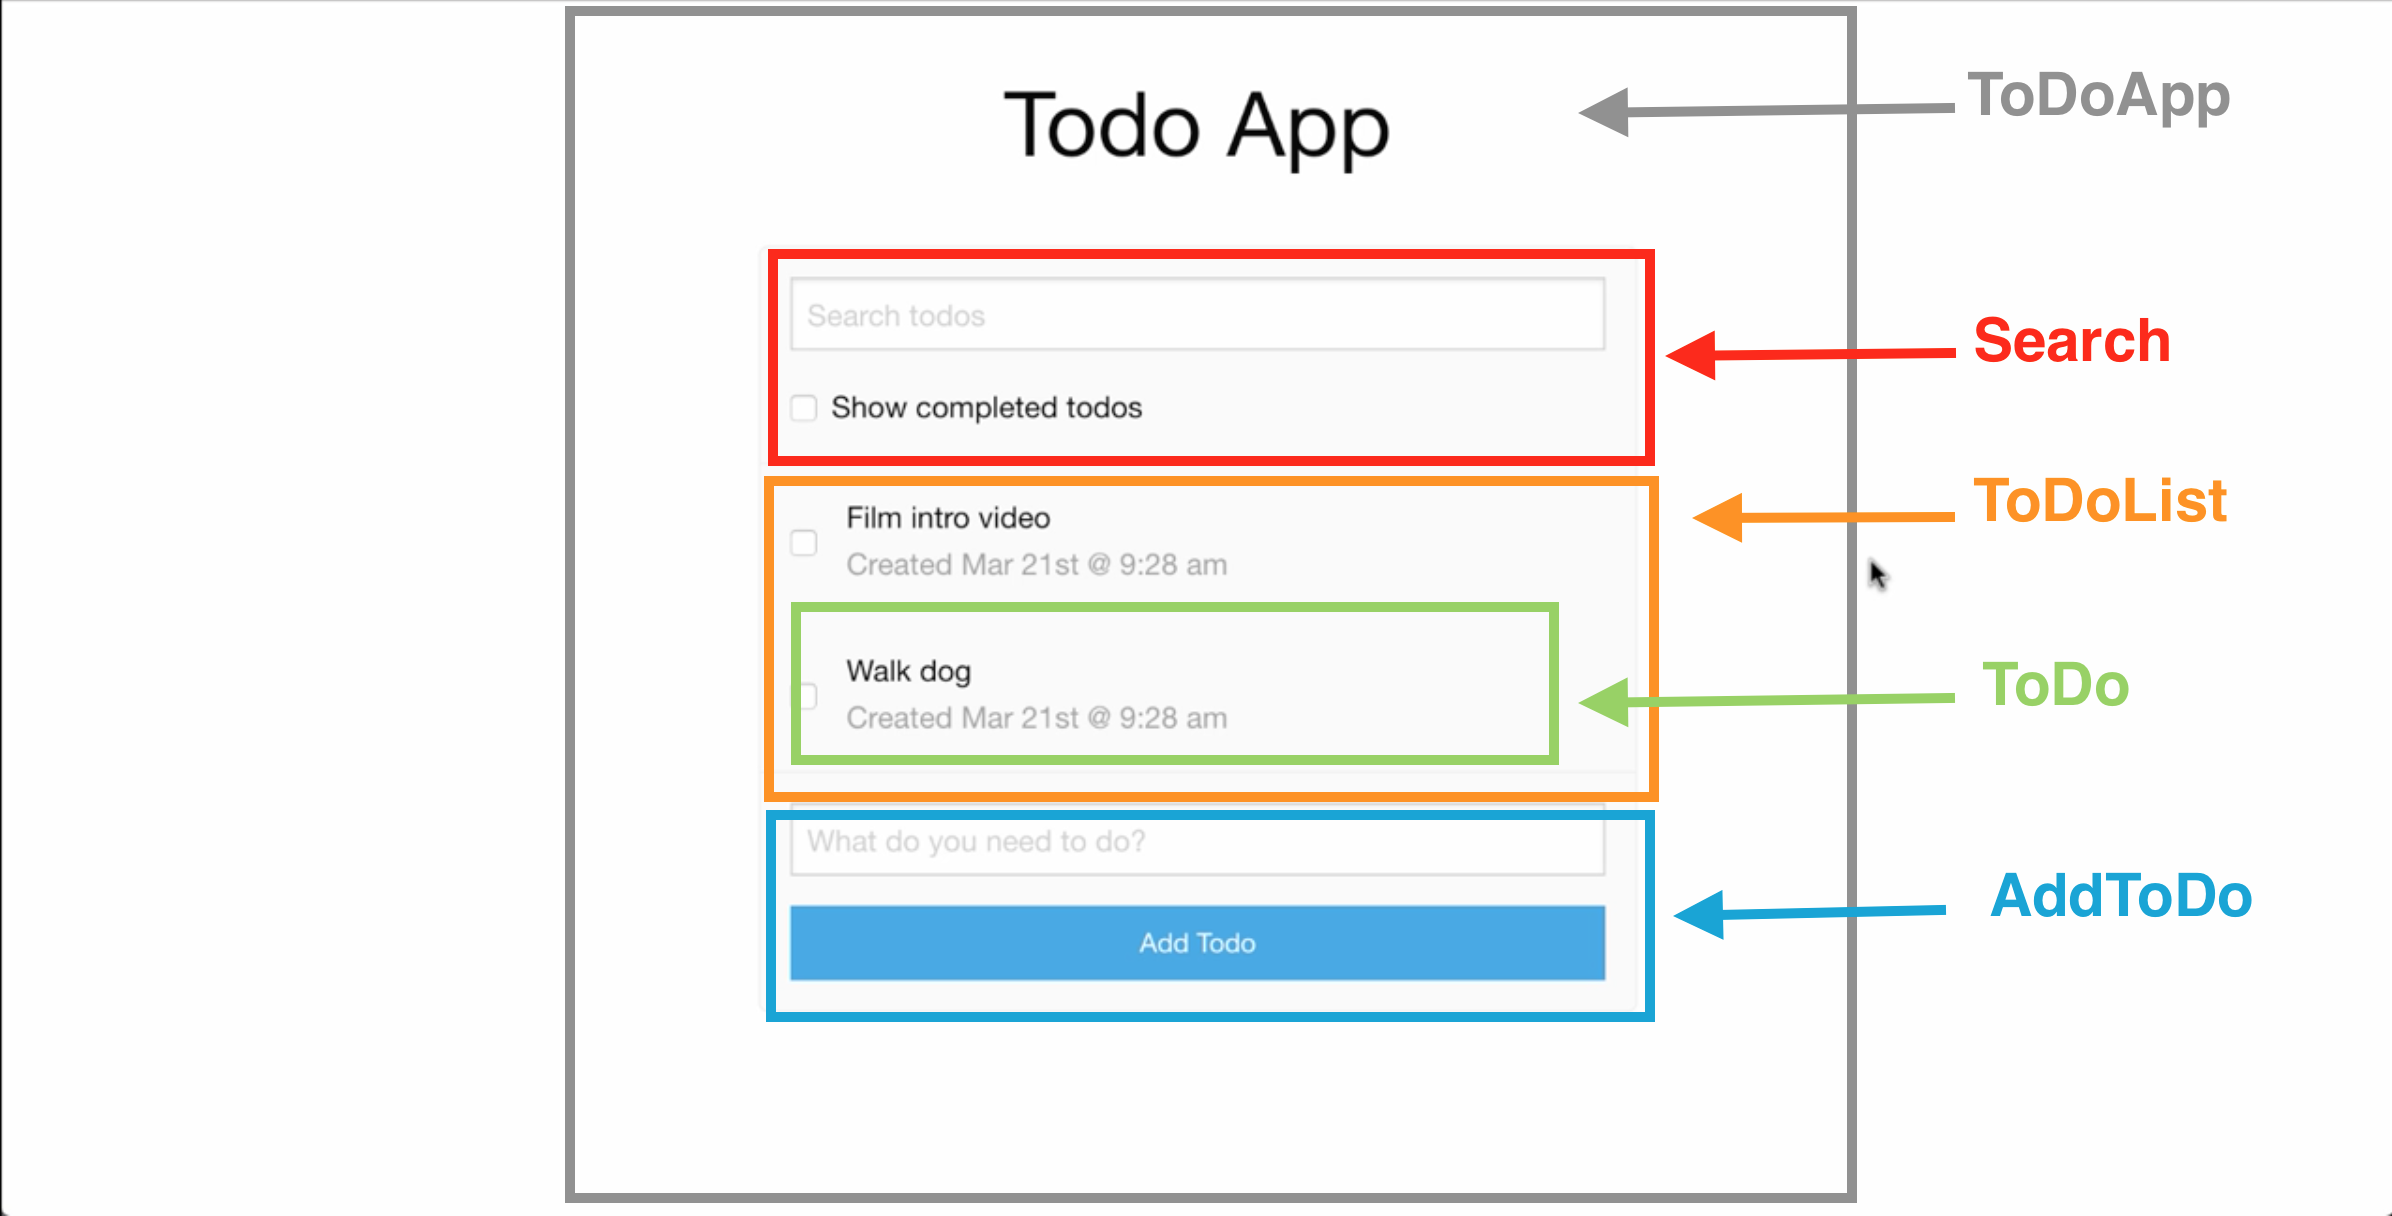 Todo App
ToDoApp
Search todos
Search
Show completed todos
Film intro video
ToDoList
Created Mar 21st @ 9:28 am
Walk dog
ToDo
Created Mar 21st @ 9:28 am
What do you need to do?
AddToDo
Add Todo